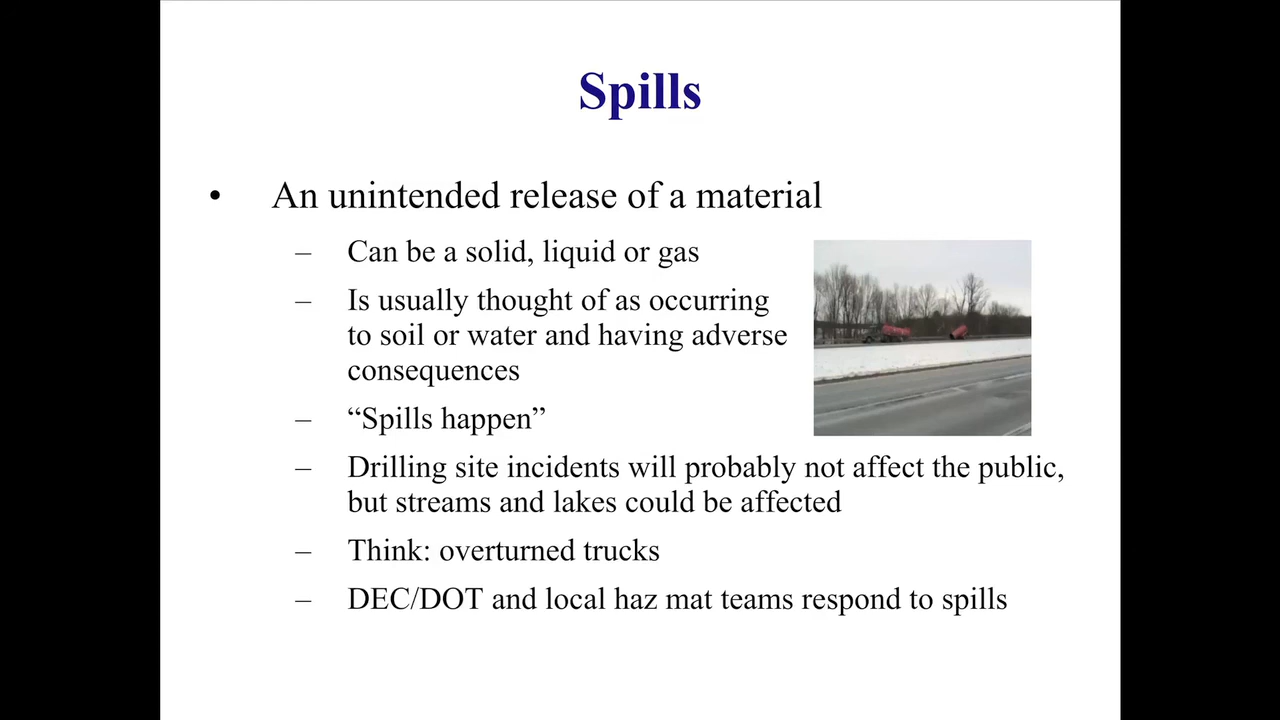 Spills
• An unintended release of a material
– Can be a solid, liquid or gas
– Is usually thought of as occurring
to soil or water and having adverse
consequences
– “Spills happen”
– Drilling site incidents will probably not affect the public,
but streams and lakes could be affected
– Think: overturned trucks
– DEC/DOT and local haz mat teams respond to spills